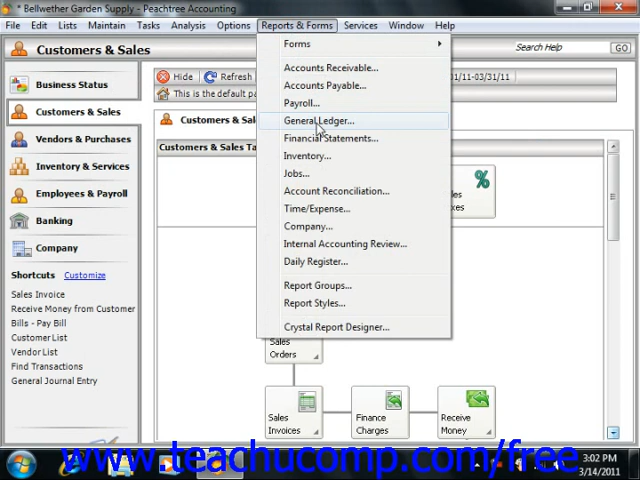 * Bellwether Garden Supply - Peachtree Accounting
File Edit Lists Maintain Tasks Analysis Options Reports & Forms Services Window Help
Customers & Sales
Search Help GO
Business Status
Customers & Sales
Vendors & Purchases
Inventory & Services
Employees & Payroll
Banking
Company
Shortcuts Customize
Sales Invoice
Receive Money from Customer
Bills - Pay Bill
Customer List
Vendor List
Find Transactions
General Journal Entry
Hide Refresh
1/11-03/31/11
This is the default pa
Customers & Sal
Customers & Sales Ta
Forms
Accounts Receivable...
Accounts Payable...
Payroll...
General Ledger...
Financial Statements...
Inventory...
Jobs...
Account Reconciliation...
Time/Expense...
Company...
Internal Accounting Review...
Daily Register...
Report Groups...
Report Styles...
Crystal Report Designer...
les
xes
Sales
Orders
Sales
Invoices
Finance
Charges
Receive
Money
www.teachucomp.com/free
3:02 PM
3/14/2011